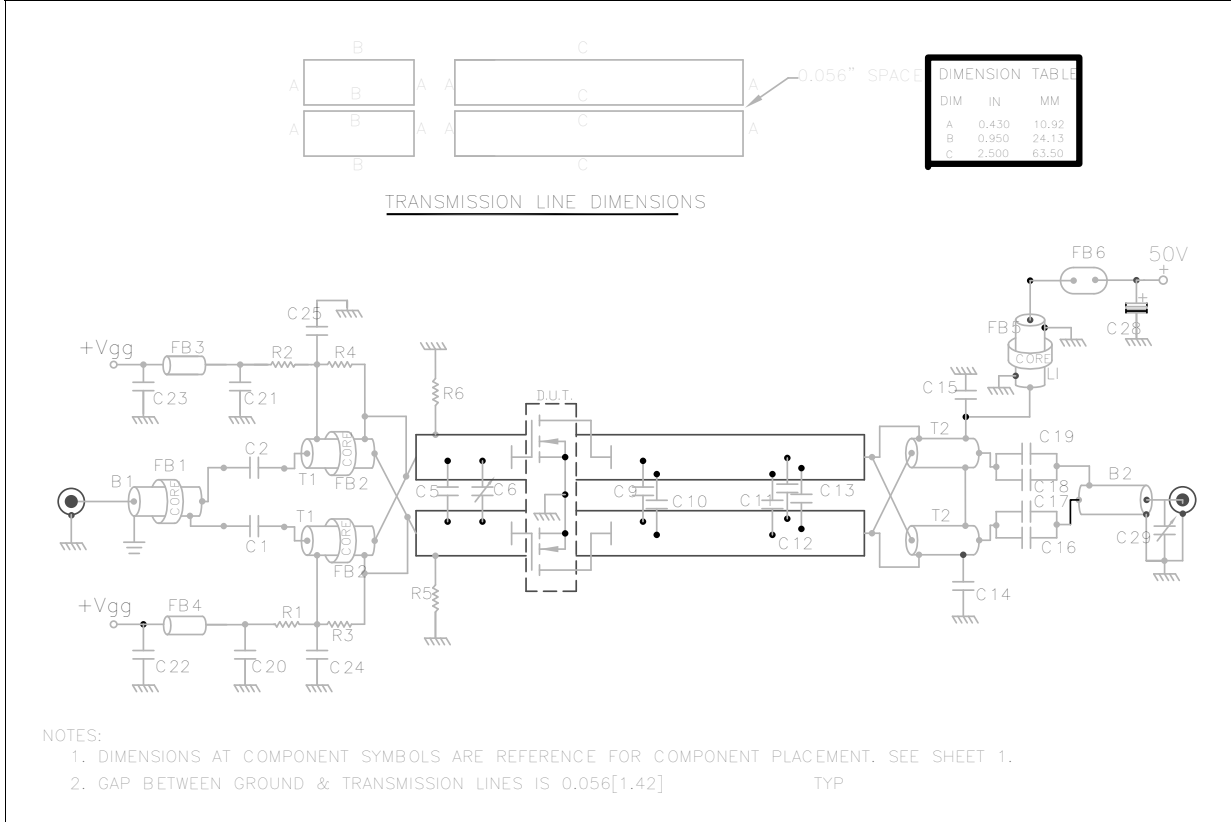 B C
A A A A
B C
0.056" SPACE
B C
A A A A
B C
DIMENSION TABLE
DIM IN MM
A 0.430 10.92
B 0.950 24.13
C 2.500 63.50
TRANSMISSION LINE DIMENSIONS
FB6 50V
+
+
C25 FB5 C28
+Vgg FB3 R2 R4
CORE
L1
C23 C21 R6 D.U.T. C15
C2 T2 C19
FB1 CORE
B1 T1 FB2 C18 B2
CORE C5 C6 C9 C10 C11 C13 C17
T1 T2
C1 CORE C12 C16 C29
FB2
+Vgg FB4 R1 R5 C14
R3
C22 C20 C24
NOTES:
1. DIMENSIONS AT COMPONENT SYMBOLS ARE REFERENCE FOR COMPONENT PLACEMENT. SEE SHEET 1.
2. GAP BETWEEN GROUND & TRANSMISSION LINES IS 0.056[1.42] TYP